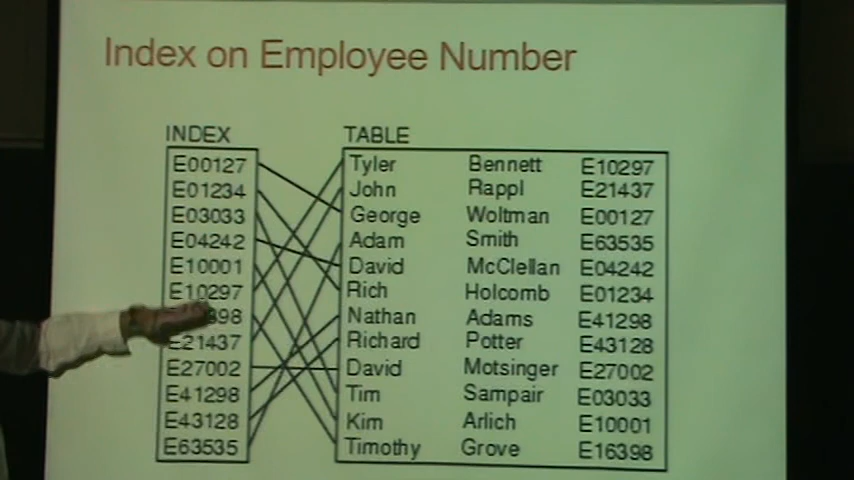 Index on Employee Number
INDEX TABLE
E00127 Tyler Bennett E10297
E01234 John Rappl E21437
E03033 George Woltman E00127
E04242 Adam Smith E63535
E10001 David McClellan E04242
E10297 Rich Holcomb E01234
Nathan Adams E41298
E21437 Richard Potter E43128
E27002 David Motsinger E27002
E41298 Tim Sampair E03033
E43128 Kim Arlich E10001
E63535 Timothy Grove E16398